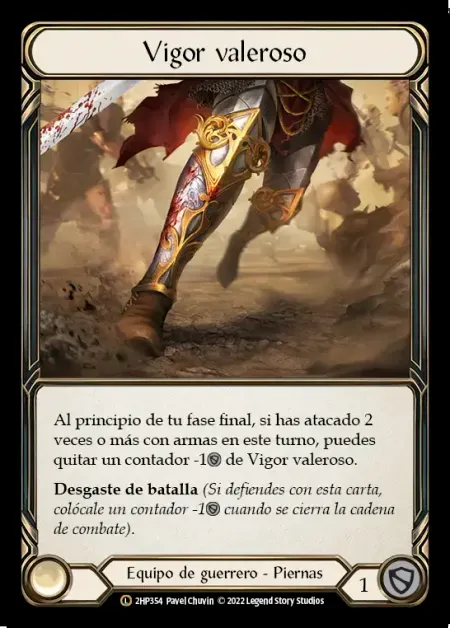 Vigor valeroso
Al principio de tu fase final, si has atacado 2
veces o más con armas en este turno, puedes
quitar un contador -1 de Vigor valeroso.
Desgaste de batalla (Si defiendes con esta carta,
colócale un contador -1 cuando se cierra la cadena
de combate).
Equipo de guerrero - Piernas
1
L 2HP354 Pavel Chuvin © 2022 Legend Story Studios